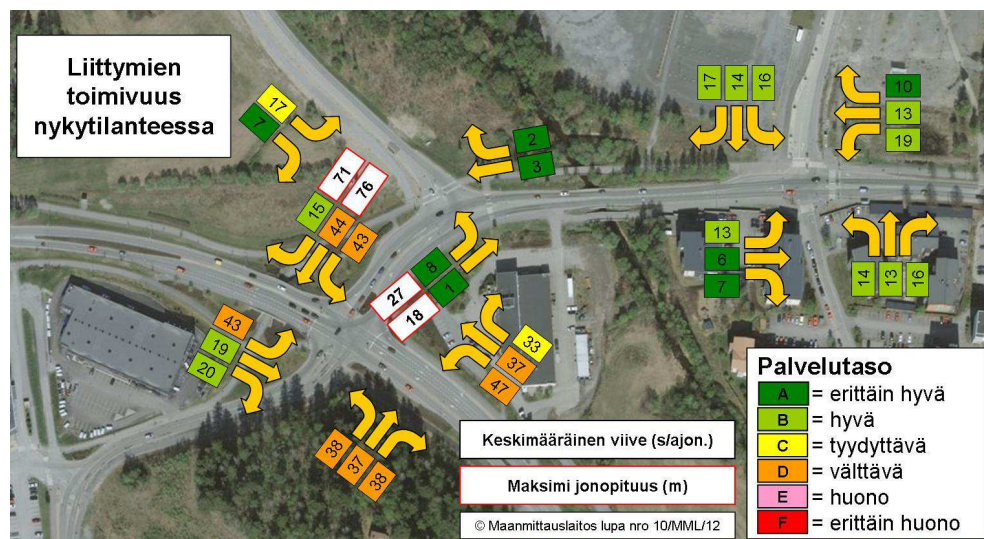 Liittymien
toimivuus
nykytilanteessa
17
7
2
3
17 14 16
10
13
19
71
76
15
44
43
27
18
8
1
13
6
7
14 13 16
43
19
20
33
37
47
38
37
38
Keskimääräinen viive (s/ajon.)
Maksimi jonopituus (m)
© Maanmittauslaitos lupa nro 10/MML/12
Palvelutaso
A = erittäin hyvä
B = hyvä
C = tyydyttävä
D = välttävä
E = huono
F = erittäin huono